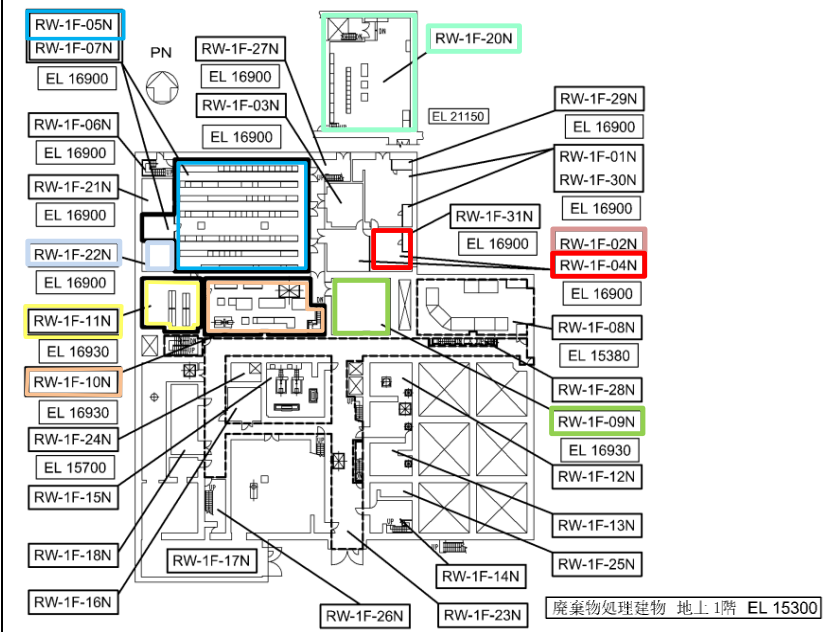 RW-1F-05N
RW-1F-07N
EL 16900
RW-1F-06N
EL 16900
RW-1F-21N
EL 16900
RW-1F-22N
EL 16900
RW-1F-11N
EL 16930
RW-1F-10N
EL 16930
RW-1F-24N
EL 15700
RW-1F-15N
RW-1F-18N
RW-1F-16N
PN
RW-1F-27N
EL 16900
RW-1F-03N
EL 16900
RW-1F-20N
EL 21150
DN
RW-1F-29N
EL 16900
RW-1F-01N
RW-1F-30N
EL 16900
RW-1F-31N
EL 16900
RW-1F-02N
RW-1F-04N
EL 16900
RW-1F-08N
EL 15380
RW-1F-28N
RW-1F-09N
EL 16930
RW-1F-12N
RW-1F-13N
RW-1F-25N
RW-1F-14N
RW-1F-17N
RW-1F-26N
RW-1F-23N
DN
UP
UP
UP
UP
廃棄物処理建物 地上 1階 EL 15300